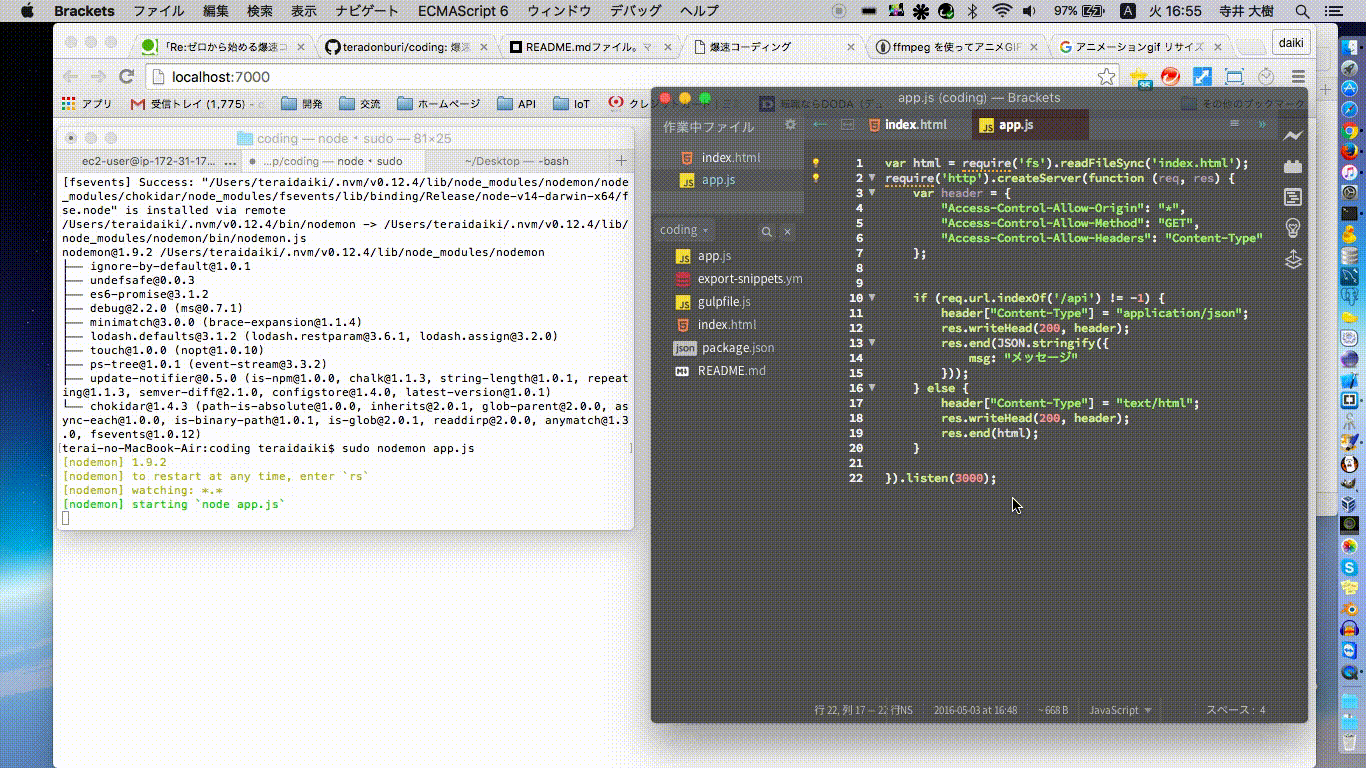 Brackets ファイル 編集 検索 表示 ナビゲート ECMAScript 6 ウィンドウ デバッグ ヘルプ 97% A 火 16:55 寺井 大樹
「Re:ゼロから始める爆速コ
teradonburi/coding: 爆速
README.mdファイル。マ
爆速コーディング
ffmpeg を使ってアニメGIF
アニメーションgif リサイズ
daiki
localhost:7000
アプリ 受信トレイ (1,775) - 開発 交流 ホームページ API IoT その他のブックマーク
coding — node • sudo — 81×25
ec2-user@ip-172-31-17... ...p/coding — node • sudo ~/Desktop — -bash
[fsevents] Success: "/Users/teraidaiki/.nvm/v0.12.4/lib/node_modules/nodemon/node
_modules/chokidar/node_modules/fsevents/lib/binding/Release/node-v14-darwin-x64/f
se.node" is installed via remote
/Users/teraidaiki/.nvm/v0.12.4/bin/nodemon -> /Users/teraidaiki/.nvm/v0.12.4/lib/
node_modules/nodemon/bin/nodemon.js
nodemon@1.9.2 /Users/teraidaiki/.nvm/v0.12.4/lib/node_modules/nodemon
├── ignore-by-default@1.0.1
├── undefsafe@0.0.3
├── es6-promise@3.1.2
├── debug@2.2.0 (ms@0.7.1)
├── minimatch@3.0.0 (brace-expansion@1.1.4)
├── lodash.defaults@3.1.2 (lodash.restparam@3.6.1, lodash.assign@3.2.0)
├── touch@1.0.0 (nopt@1.0.10)
├── ps-tree@1.0.1 (event-stream@3.3.2)
├── update-notifier@0.5.0 (is-npm@1.0.0, chalk@1.1.3, string-length@1.0.1, repeat
ing@1.1.3, semver-diff@2.1.0, configstore@1.4.0, latest-version@1.0.1)
└── chokidar@1.4.3 (path-is-absolute@1.0.0, inherits@2.0.1, glob-parent@2.0.0, as
ync-each@1.0.0, is-binary-path@1.0.1, is-glob@2.0.1, readdirp@2.0.0, anymatch@1.3
.0, fsevents@1.0.12)
[terai-no-MacBook-Air:coding teraidaiki$ sudo nodemon app.js ]
[nodemon] 1.9.2
[nodemon] to restart at any time, enter `rs`
[nodemon] watching: *.*
[nodemon] starting `node app.js`
app.js (coding) — Brackets
作業中ファイル
index.html
app.js
coding
app.js
export-snippets.ym
gulpfile.js
index.html
json package.json
README.md
index.html app.js
1 var html = require('fs').readFileSync('index.html');
2 require('http').createServer(function (req, res) {
3 var header = {
4 "Access-Control-Allow-Origin": "*",
5 "Access-Control-Allow-Method": "GET",
6 "Access-Control-Allow-Headers": "Content-Type"
7 };
8
9
10 if (req.url.indexOf('/api') != -1) {
11 header["Content-Type"] = "application/json";
12 res.writeHead(200, header);
13 res.end(JSON.stringify({
14 msg: "メッセージ"
15 }));
16 } else {
17 header["Content-Type"] = "text/html";
18 res.writeHead(200, header);
19 res.end(html);
20 }
21
22 }).listen(3000);
行 22, 列 17 — 22 行 INS 2016-05-03 at 16:48 ~668 B JavaScript スペース: 4